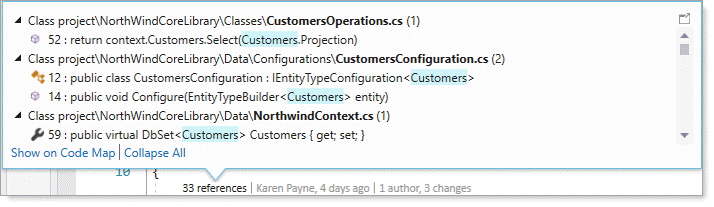 Class project\NorthWindCoreLibrary\Classes\CustomersOperations.cs (1)
52 : return context.Customers.Select(Customers.Projection)
Class project\NorthWindCoreLibrary\Data\Configurations\CustomersConfiguration.cs (2)
12 : public class CustomersConfiguration : IEntityTypeConfiguration<Customers>
14 : public void Configure(EntityTypeBuilder<Customers> entity)
Class project\NorthWindCoreLibrary\Data\NorthwindContext.cs (1)
59 : public virtual DbSet<Customers> Customers { get; set; }
Show on Code Map | Collapse All
10 {
33 references | Karen Payne, 4 days ago | 1 author, 3 changes